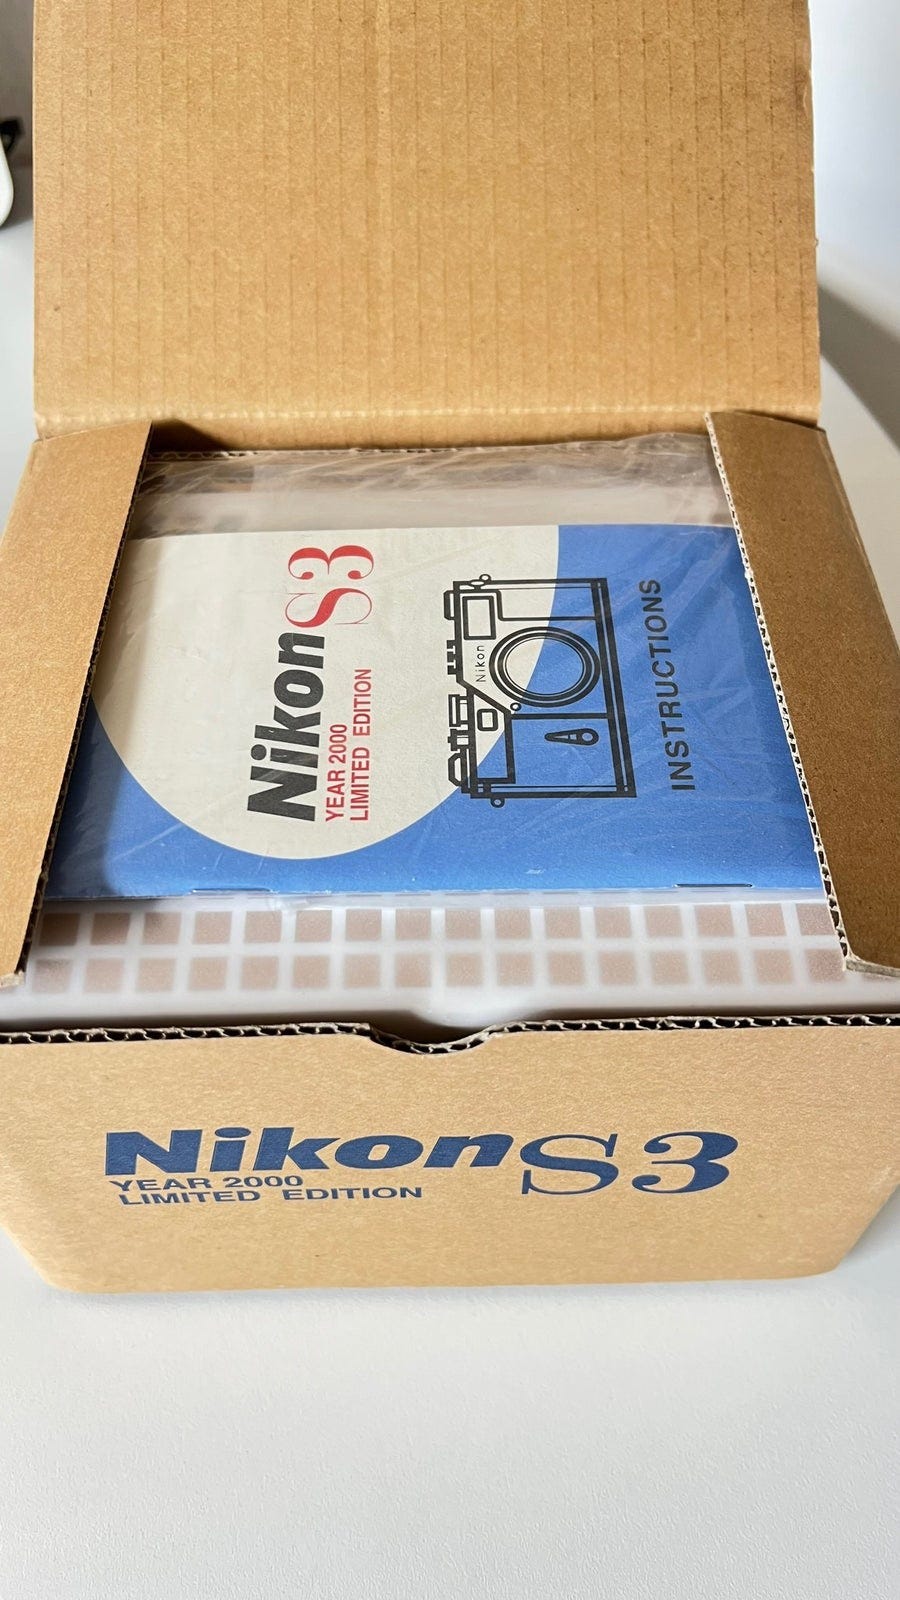 Nikon S3
YEAR 2000
LIMITED EDITION
Nikon
INSTRUCTIONS
Nikon S3
YEAR 2000
LIMITED EDITION